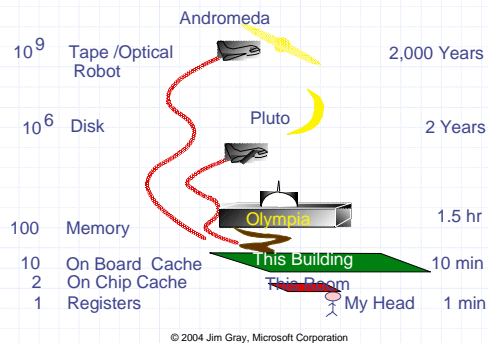 Andromeda
10 9 Tape /Optical 2,000 Years
Robot
Pluto
10 6 Disk 2 Years
Olympia 1.5 hr
100 Memory
10 On Board Cache This Building 10 min
2 On Chip Cache This Room
1 Registers My Head 1 min
© 2004 Jim Gray, Microsoft Corporation